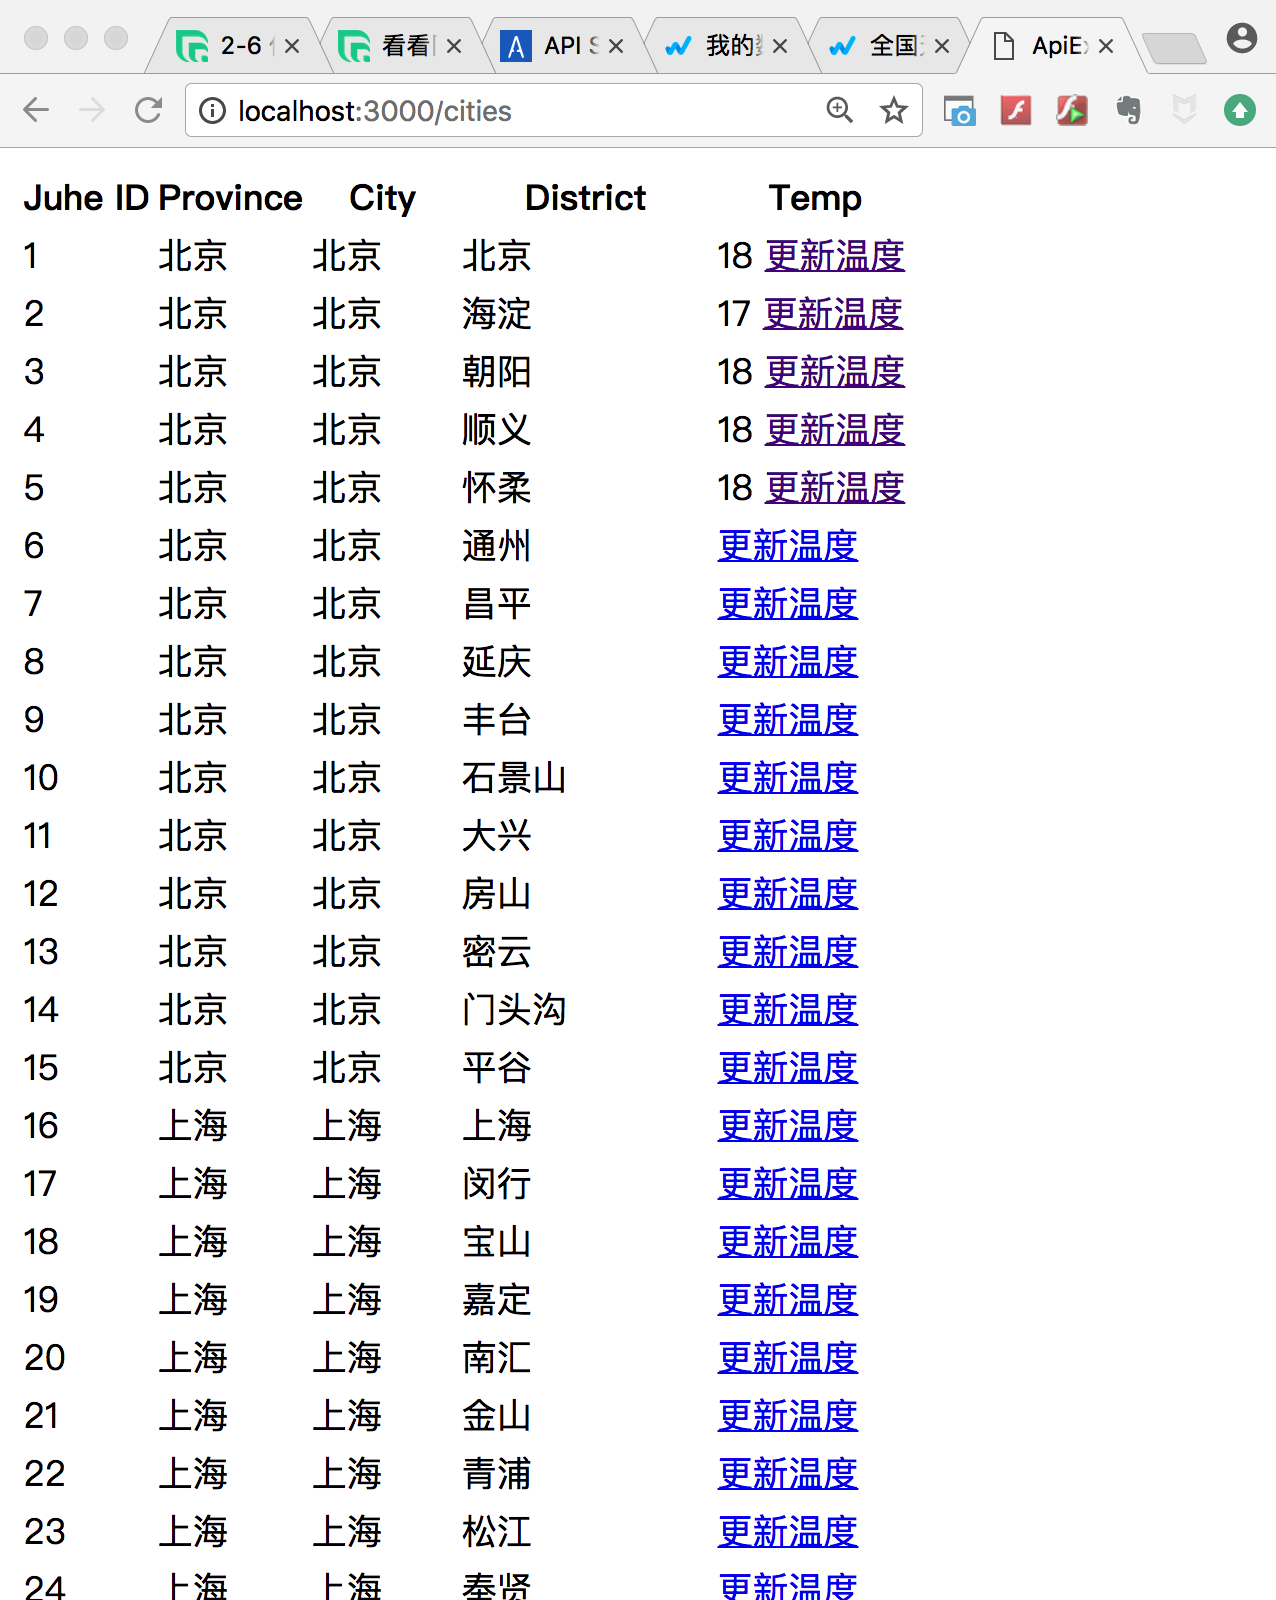 2-6
看看
API S
我的
全国
ApiEx
localhost:3000/cities
Juhe ID Province City District Temp
1 北京 北京 北京 18 更新温度
2 北京 北京 海淀 17 更新温度
3 北京 北京 朝阳 18 更新温度
4 北京 北京 顺义 18 更新温度
5 北京 北京 怀柔 18 更新温度
6 北京 北京 通州 更新温度
7 北京 北京 昌平 更新温度
8 北京 北京 延庆 更新温度
9 北京 北京 丰台 更新温度
10 北京 北京 石景山 更新温度
11 北京 北京 大兴 更新温度
12 北京 北京 房山 更新温度
13 北京 北京 密云 更新温度
14 北京 北京 门头沟 更新温度
15 北京 北京 平谷 更新温度
16 上海 上海 上海 更新温度
17 上海 上海 闵行 更新温度
18 上海 上海 宝山 更新温度
19 上海 上海 嘉定 更新温度
20 上海 上海 南汇 更新温度
21 上海 上海 金山 更新温度
22 上海 上海 青浦 更新温度
23 上海 上海 松江 更新温度
24 上海 上海 奉贤 更新温度